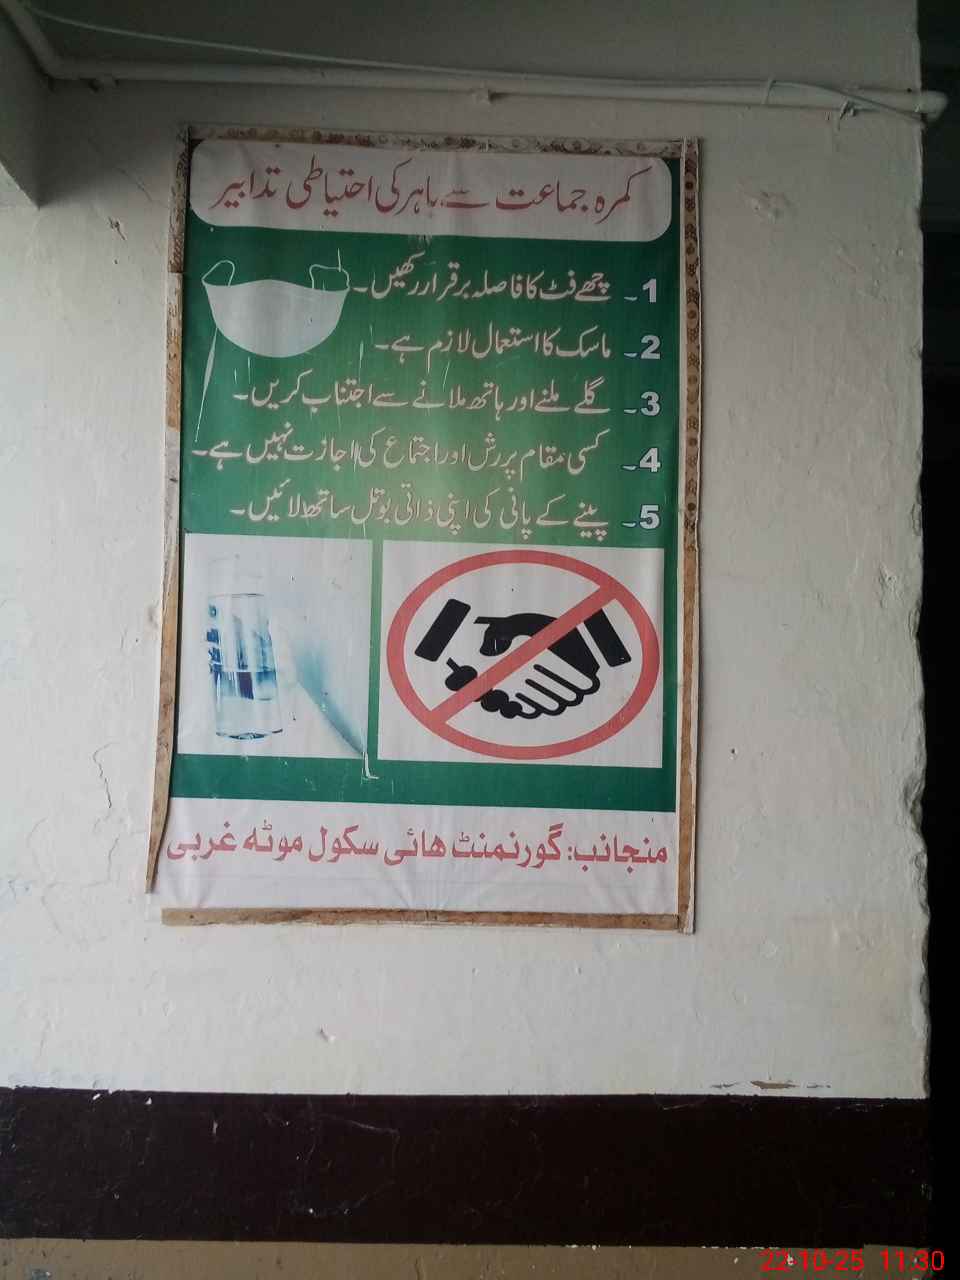 کمرہ جماعت سے باہر کی احتیاطی تدابیر
1۔ چھے فٹ کا فاصلہ برقرار رکھیں۔
2۔ ماسک کا استعمال لازم ہے۔
3۔ گلے ملنے اور ہاتھ ملانے سے اجتناب کریں۔
4۔ کسی مقام پر رش اور اجتماع کی اجازت نہیں ہے۔
5۔ پینے کے پانی کی اپنی ذاتی بوتل ساتھ لائیں۔
منجانب: گورنمنٹ ھائی سکول موٹہ غربی
22-10-25 11:30